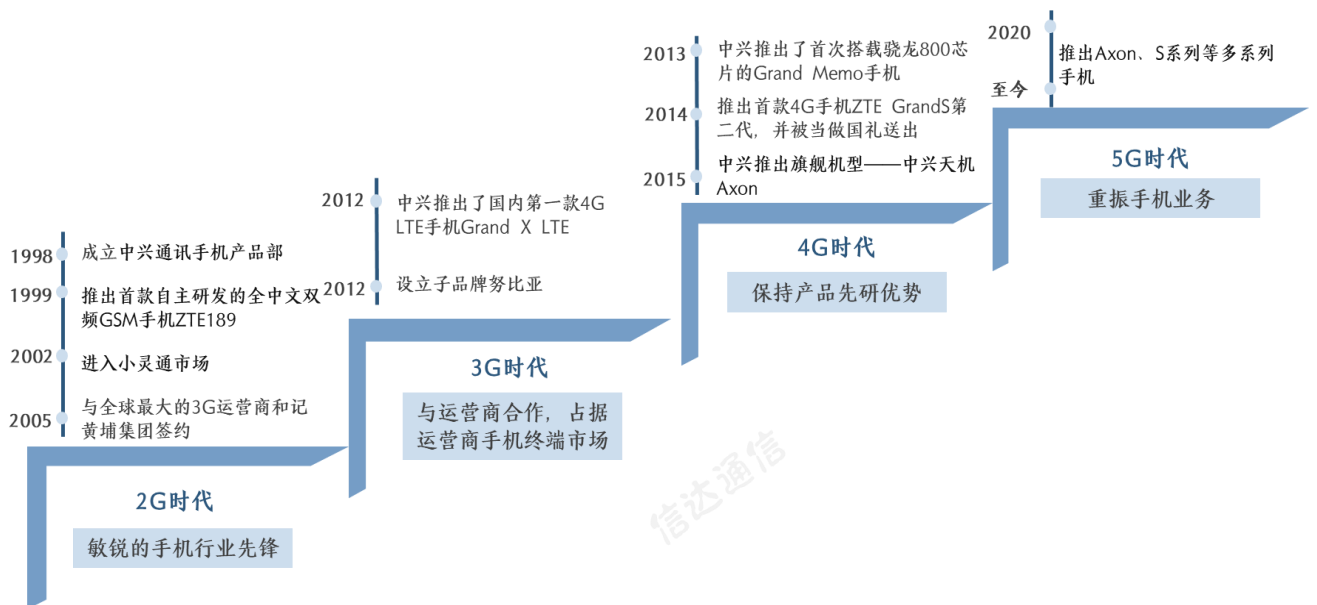 1998
成立中兴通讯手机产品部
1999
推出首款自主研发的全中文双
频GSM手机ZTE189
2002
进入小灵通市场
2005
与全球最大的3G运营商和记
黄埔集团签约
2G时代
敏锐的手机行业先锋
2012
中兴推出了国内第一款4G
LTE手机Grand X LTE
2012
设立子品牌努比亚
3G时代
与运营商合作，占据
运营商手机终端市场
2013
中兴推出了首次搭载骁龙800芯
片的Grand Memo手机
2014
推出首款4G手机ZTE GrandS第
二代，并被当做国礼送出
2015
中兴推出旗舰机型——中兴天机
Axon
4G时代
保持产品先研优势
2020
至今
推出Axon、S系列等多系列
手机
5G时代
重振手机业务
信达通信